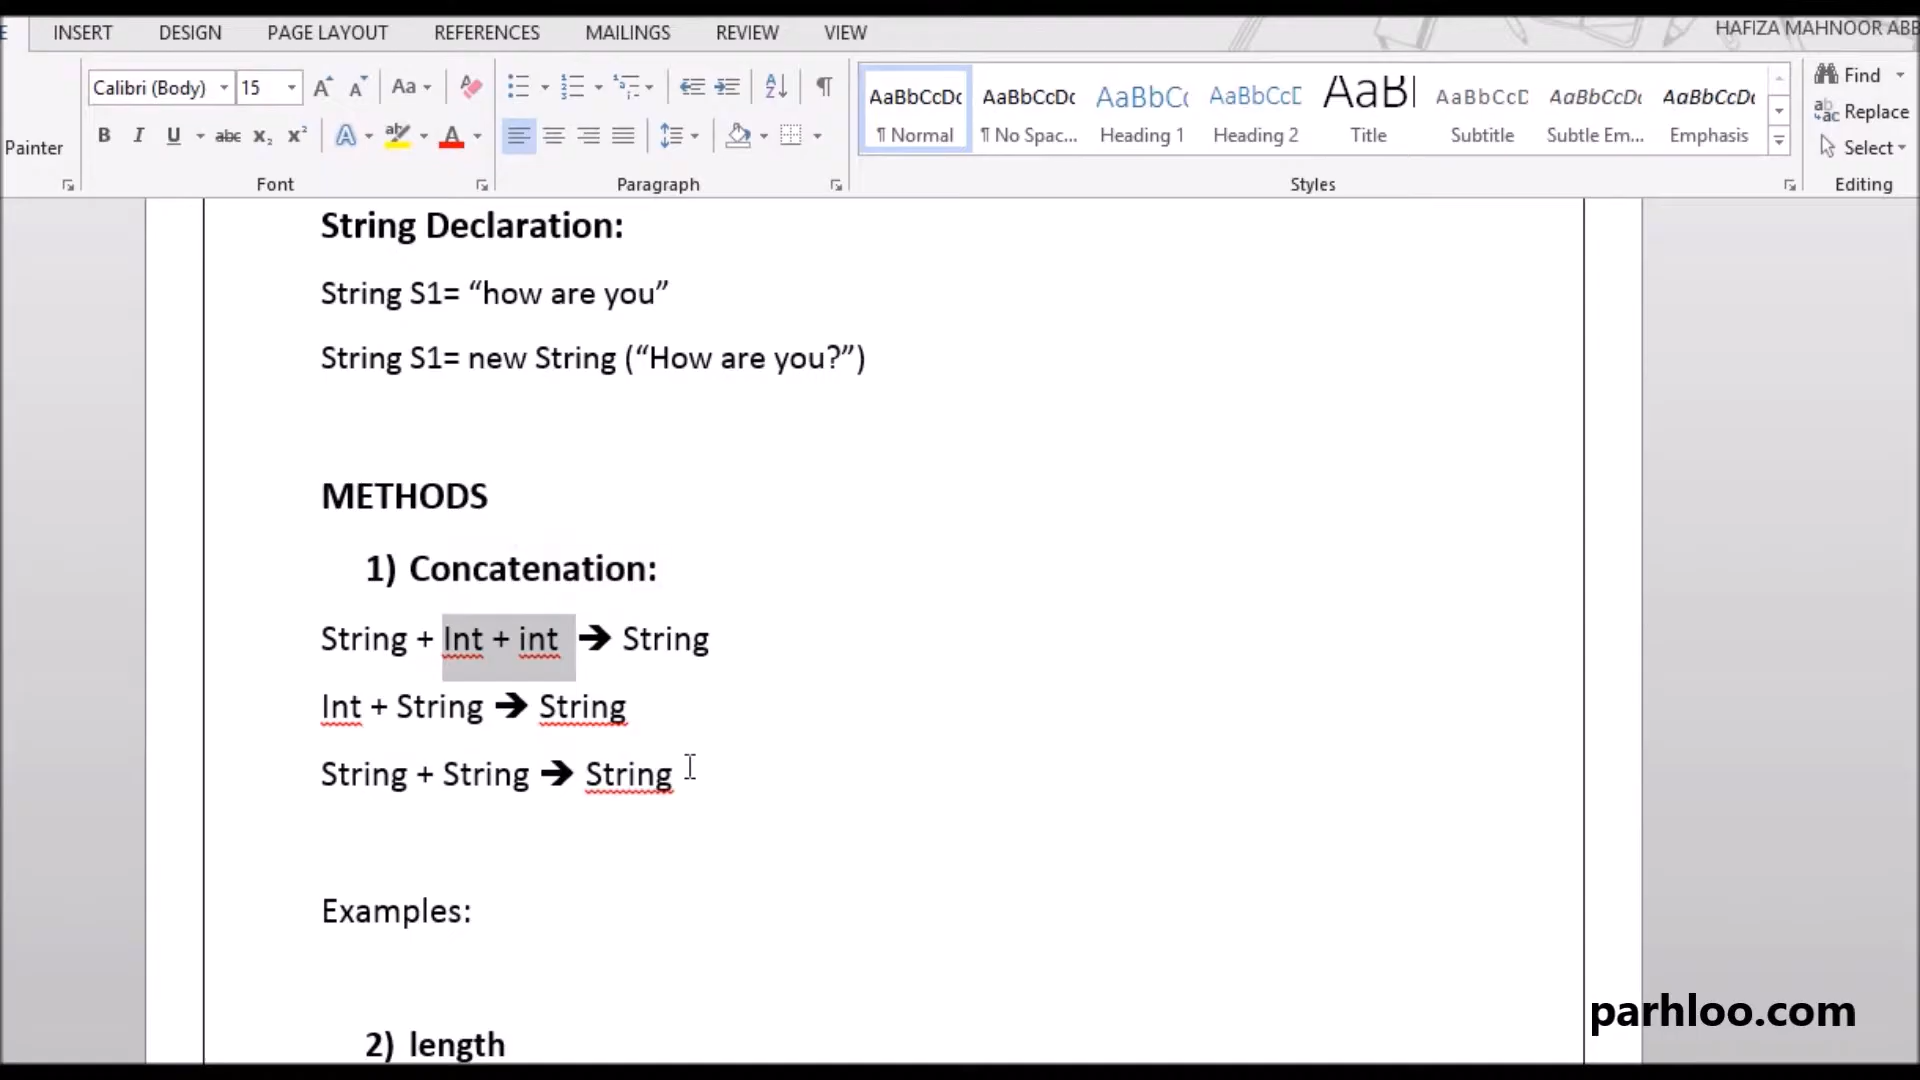 INSERT DESIGN PAGE LAYOUT REFERENCES MAILINGS REVIEW VIEW HAFIZA MAHNOOR ABB
Calibri (Body) 15 Aa
Painter
B I U abc x₂ x² A A
AaBbCcDc AaBbCcDc AaBbCc AaBbCcD AaBl AaBbCcD AaBbCcDc AaBbCcDc
¶ Normal ¶ No Spac... Heading 1 Heading 2 Title Subtitle Subtle Em... Emphasis
Find
Replace
Select
Font Paragraph Styles Editing
String Declaration:
String S1= “how are you”
String S1= new String (“How are you?”)
METHODS
1) Concatenation:
String + Int + int ➔ String
Int + String ➔ String
String + String ➔ String
Examples:
2) length
parhloo.com